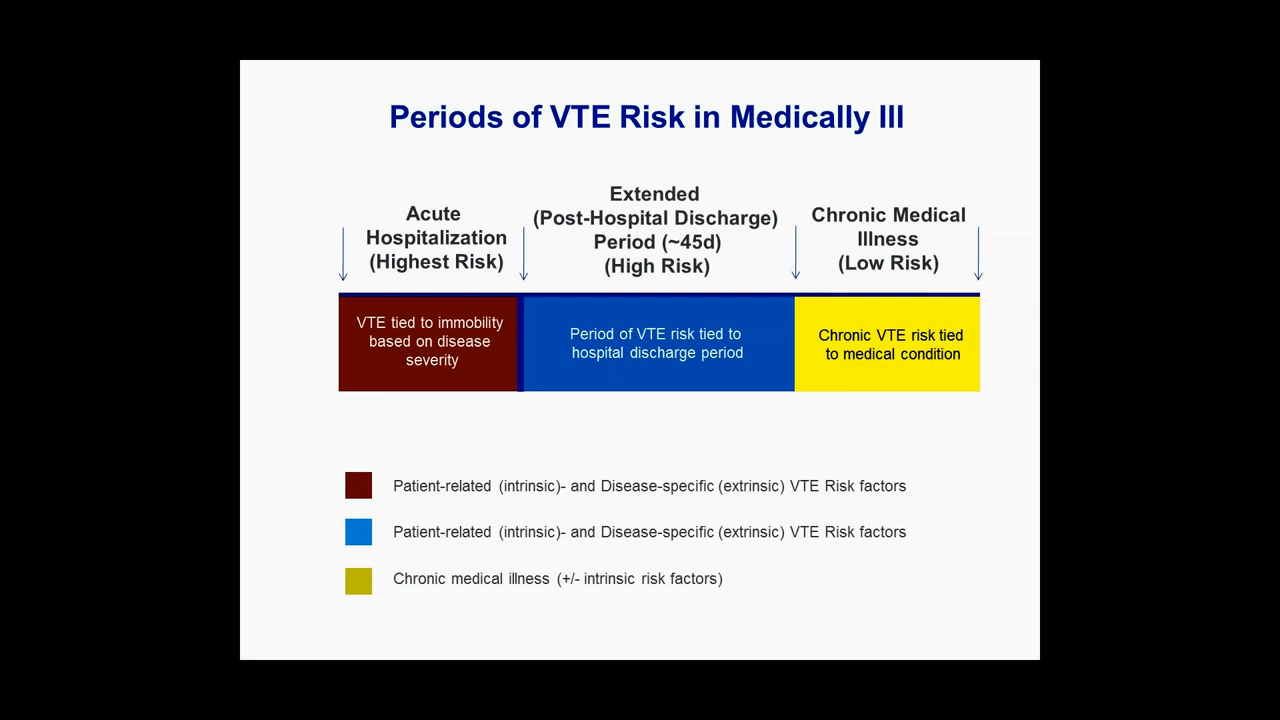 Periods of VTE Risk in Medically Ill
Acute
Hospitalization
(Highest Risk)
Extended
(Post-Hospital Discharge)
Period (~45d)
(High Risk)
Chronic Medical
Illness
(Low Risk)
VTE tied to immobility
based on disease
severity
Period of VTE risk tied to
hospital discharge period
Chronic VTE risk tied
to medical condition
Patient-related (intrinsic)- and Disease-specific (extrinsic) VTE Risk factors
Patient-related (intrinsic)- and Disease-specific (extrinsic) VTE Risk factors
Chronic medical illness (+/- intrinsic risk factors)